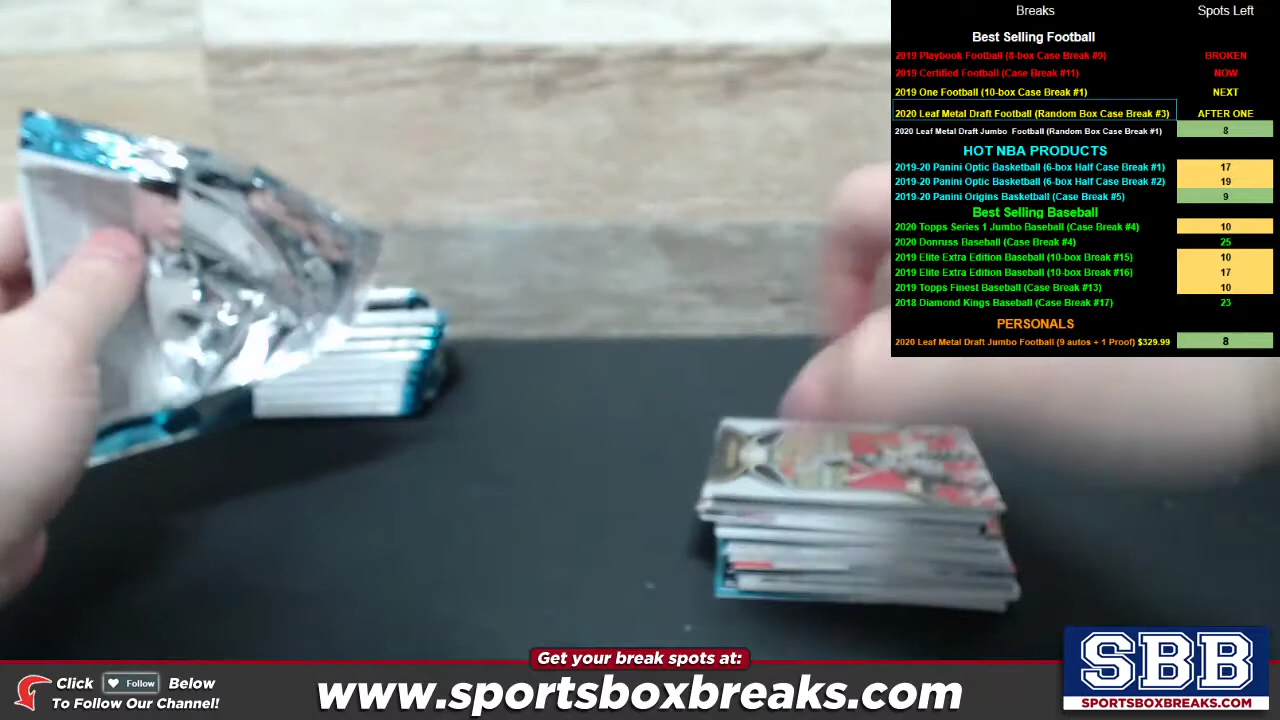 Breaks Spots Left
Best Selling Football
2019 Playbook Football (8-box Case Break #9) BROKEN
2019 Certified Football (Case Break #11) NOW
2019 One Football (10-box Case Break #1) NEXT
2020 Leaf Metal Draft Football (Random Box Case Break #3) AFTER ONE
2020 Leaf Metal Draft Jumbo Football (Random Box Case Break #1) 8
HOT NBA PRODUCTS
2019-20 Panini Optic Basketball (6-box Half Case Break #1) 17
2019-20 Panini Optic Basketball (6-box Half Case Break #2) 19
2019-20 Panini Origins Basketball (Case Break #5) 9
Best Selling Baseball
2020 Topps Series 1 Jumbo Baseball (Case Break #4) 10
2020 Donruss Baseball (Case Break #4) 25
2019 Elite Extra Edition Baseball (10-box Break #15) 10
2019 Elite Extra Edition Baseball (10-box Break #16) 17
2019 Topps Finest Baseball (Case Break #13) 10
2018 Diamond Kings Baseball (Case Break #17) 23
PERSONALS
2020 Leaf Metal Draft Jumbo Football (9 autos + 1 Proof) $329.99 8
Get your break spots at:
Click Follow Below
To Follow Our Channel!
www.sportsboxbreaks.com
SBB
SPORTSBOXBREAKS.COM